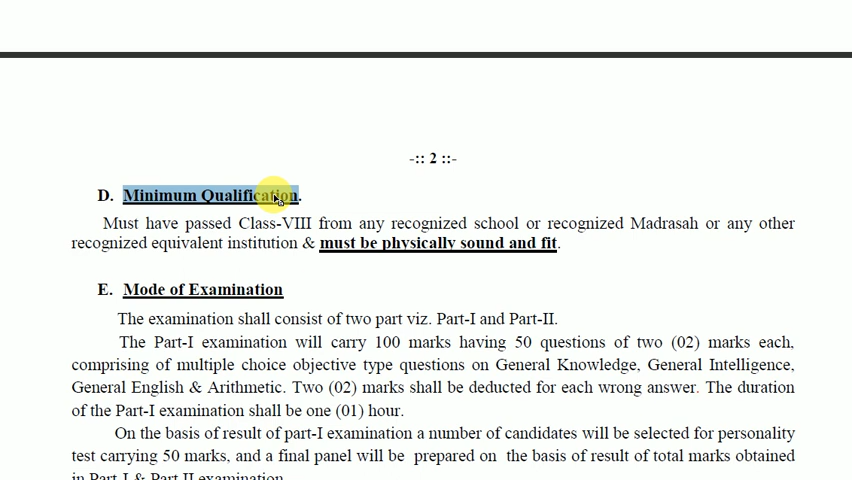 -:: 2 ::-
D. Minimum Qualification.
Must have passed Class-VIII from any recognized school or recognized Madrasah or any other
recognized equivalent institution & must be physically sound and fit.
E. Mode of Examination
The examination shall consist of two part viz. Part-I and Part-II.
The Part-I examination will carry 100 marks having 50 questions of two (02) marks each,
comprising of multiple choice objective type questions on General Knowledge, General Intelligence,
General English & Arithmetic. Two (02) marks shall be deducted for each wrong answer. The duration
of the Part-I examination shall be one (01) hour.
On the basis of result of part-I examination a number of candidates will be selected for personality
test carrying 50 marks, and a final panel will be prepared on the basis of result of total marks obtained
in Part-I & Part II examination